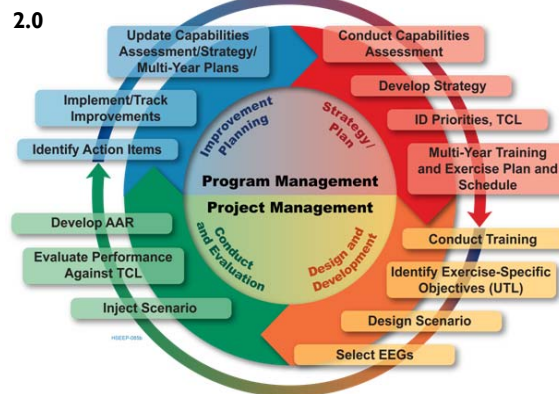 2.0
Update Capabilities
Assessment/Strategy/
Multi-Year Plans
Conduct Capabilities
Assessment
Develop Strategy
ID Priorities, TCL
Multi-Year Training
and Exercise Plan and
Schedule
Conduct Training
Identify Exercise-Specific
Objectives (UTL)
Design Scenario
Select EEGs
Inject Scenario
Evaluate Performance
Against TCL
Develop AAR
Identify Action Items
Implement/Track
Improvements
Improvement
Planning
Strategy/
Plan
Program Management
Project Management
Conduct
and Evaluation
Design and
Development